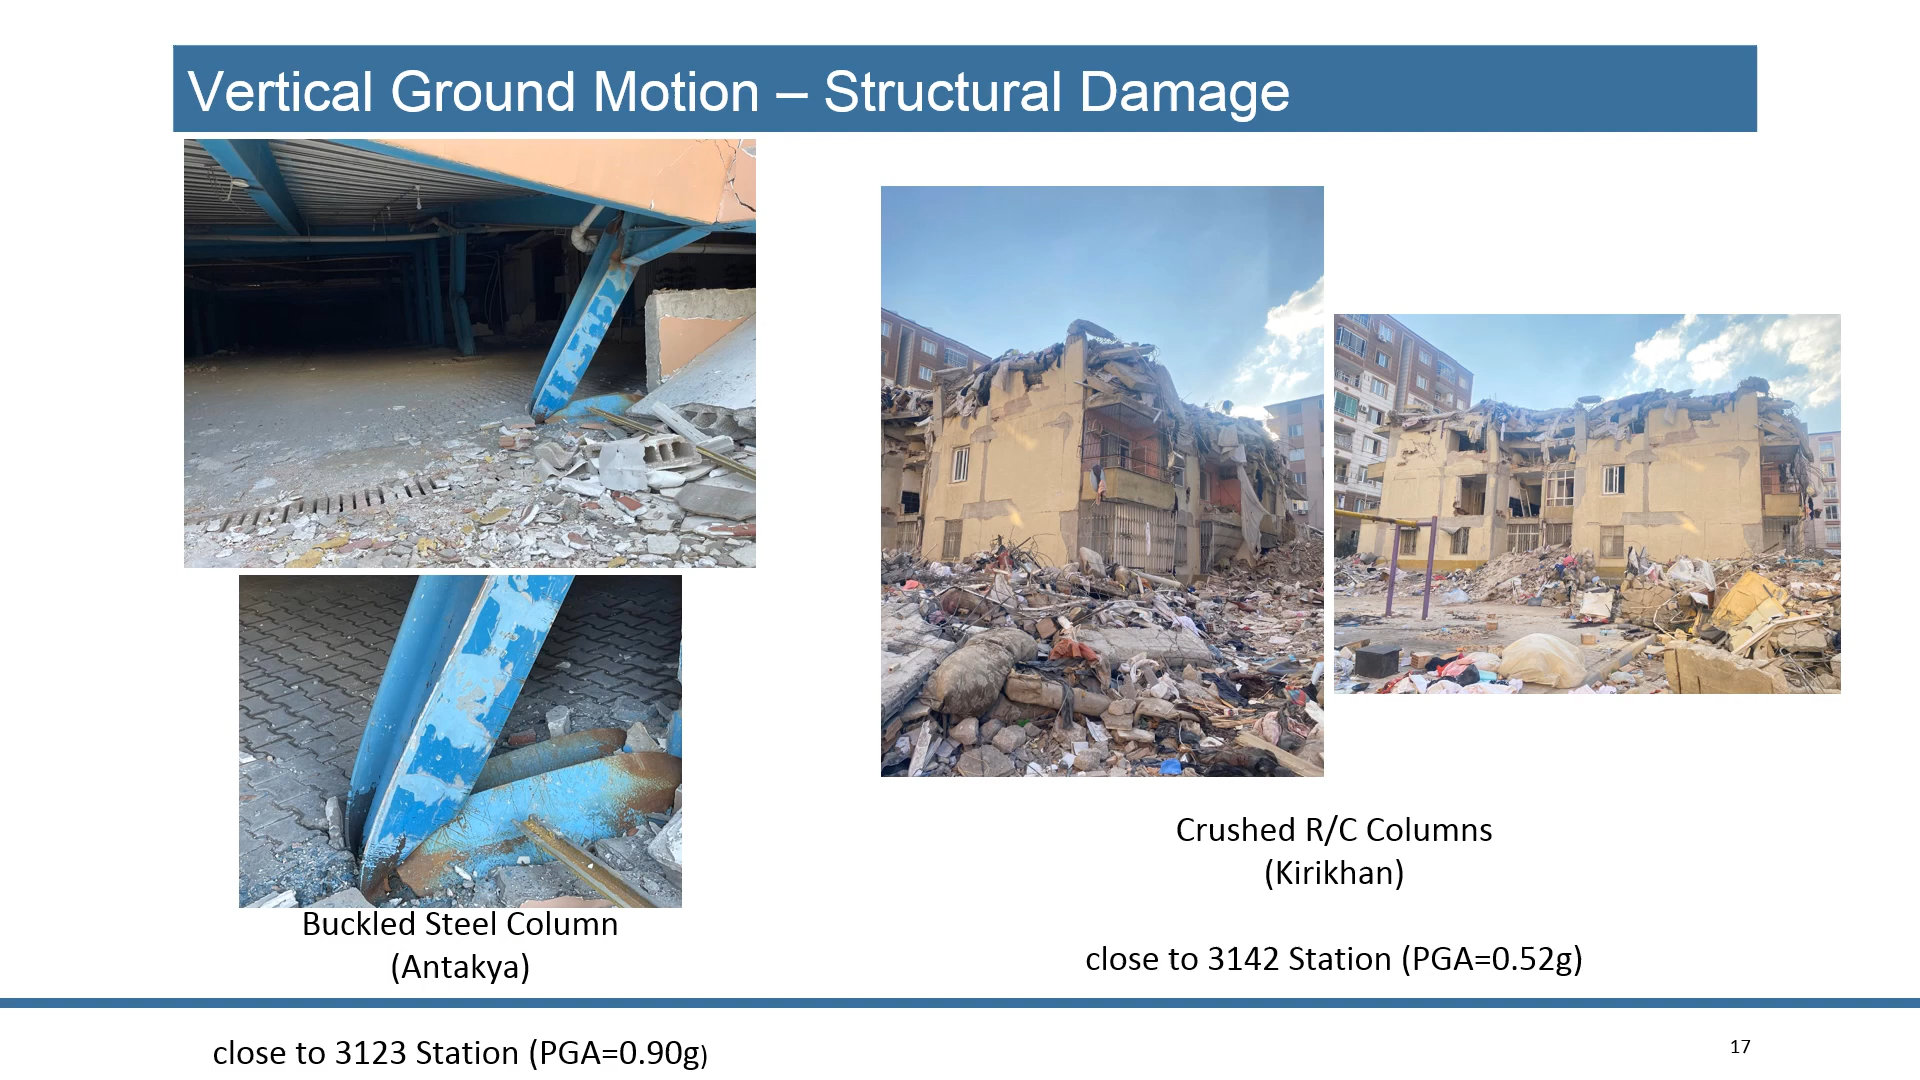 Vertical Ground Motion – Structural Damage
Buckled Steel Column
(Antakya)
close to 3123 Station (PGA=0.90g)
Crushed R/C Columns
(Kirikhan)
close to 3142 Station (PGA=0.52g)
17